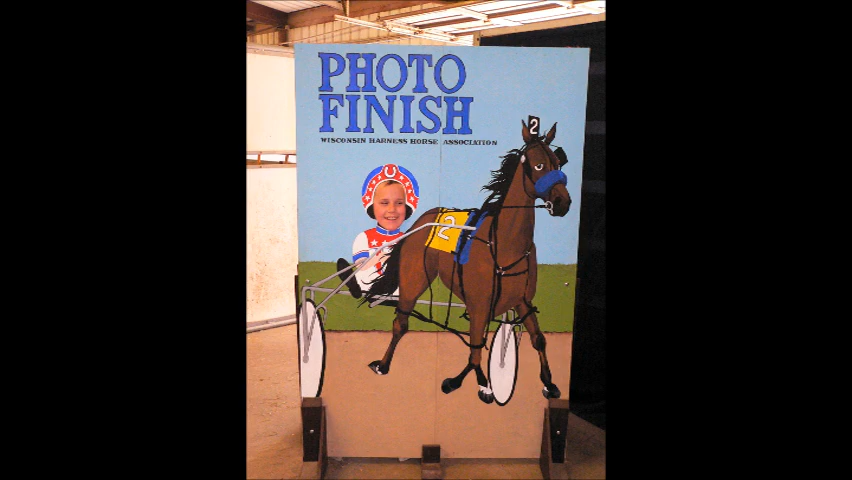 PHOTO
FINISH
WISCONSIN HARNESS HORSE ASSOCIATION
2
2